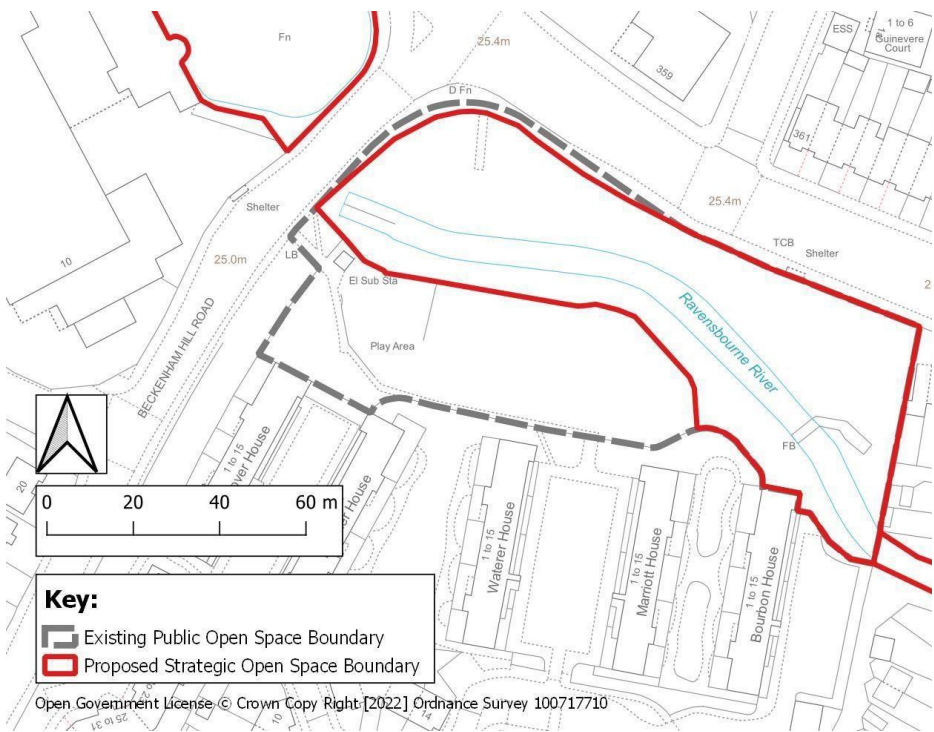 Fn
25.4m
1 to 6
Guinevere
Court
ESS
359
D Fn
361
Shelter
25.4m
TCB
Shelter
LB
25.0m
10
El Sub Sta
Ravensbourne River
BECKENHAM HILL ROAD
Play Area
FB
1 to 15
1 to 15
Waterer House
1 to 15
Marriott House
1 to 15
Bourbon House
20
0 20 40 60 m
Key:
Existing Public Open Space Boundary
Proposed Strategic Open Space Boundary
Open Government License © Crown Copy Right [2022] Ordnance Survey 100717710
25 to 31
14